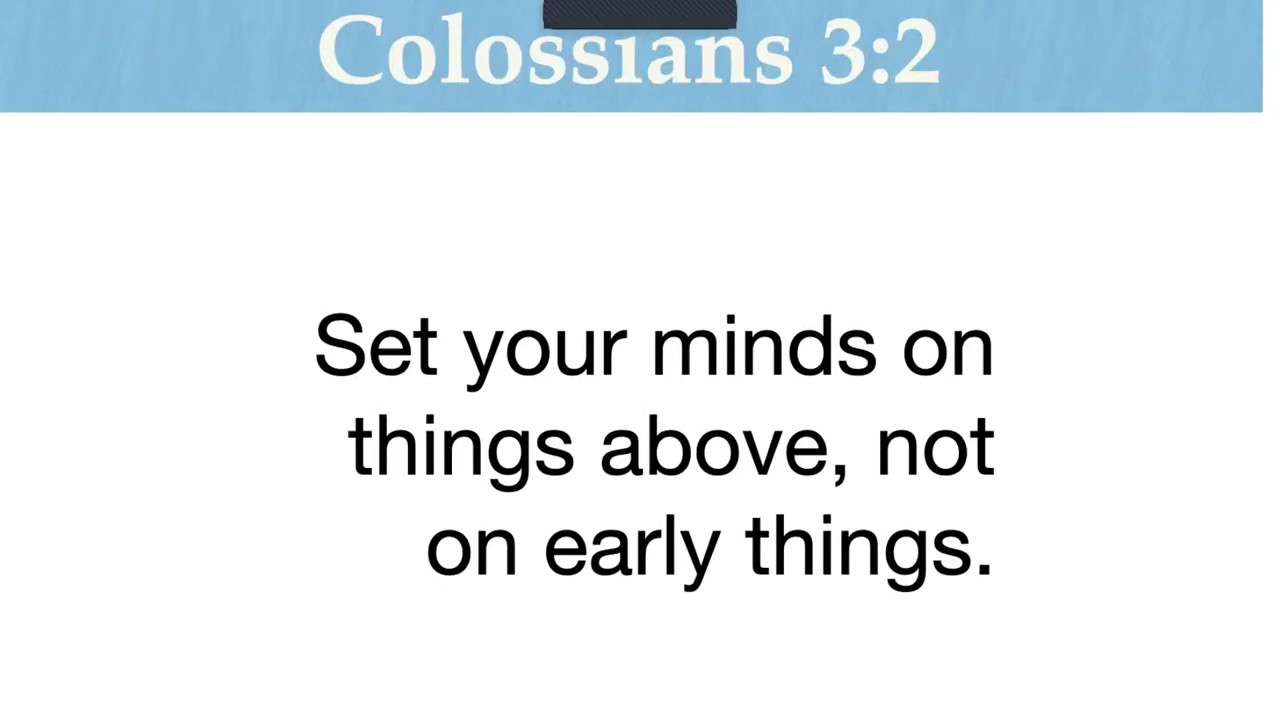 Colossians 3:2
Set your minds on
things above, not
on early things.